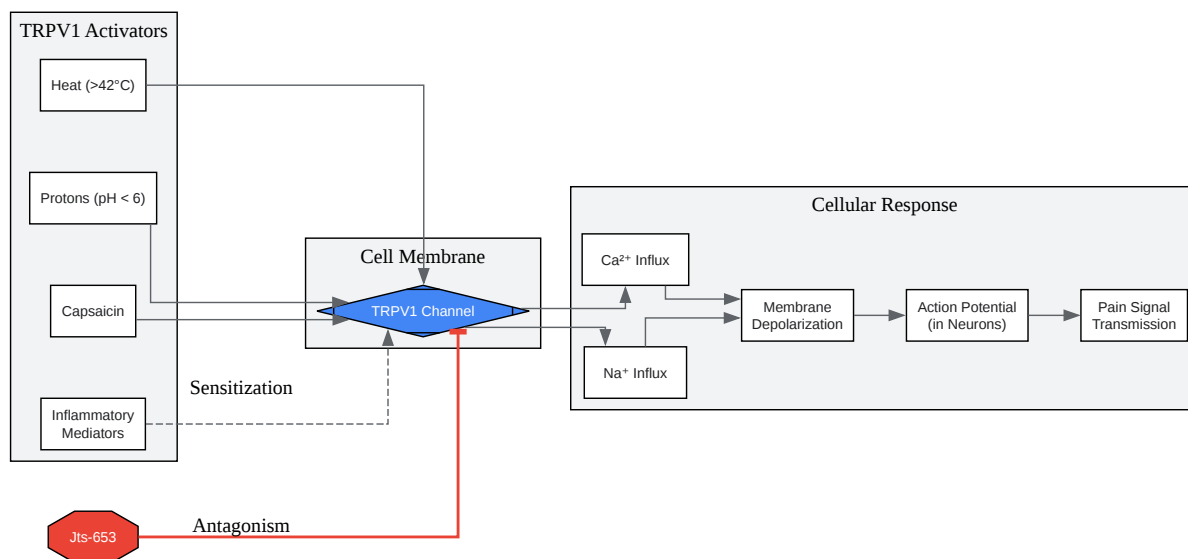 TRPV1 Activators
Heat (>42°C)
Protons (pH < 6)
Capsaicin
Inflammatory
Mediators
Sensitization
Cell Membrane
TRPV1 Channel
Cellular Response
Ca²⁺ Influx
Na⁺ Influx
Membrane
Depolarization
Action Potential
(in Neurons)
Pain Signal
Transmission
Jts-653
Antagonism